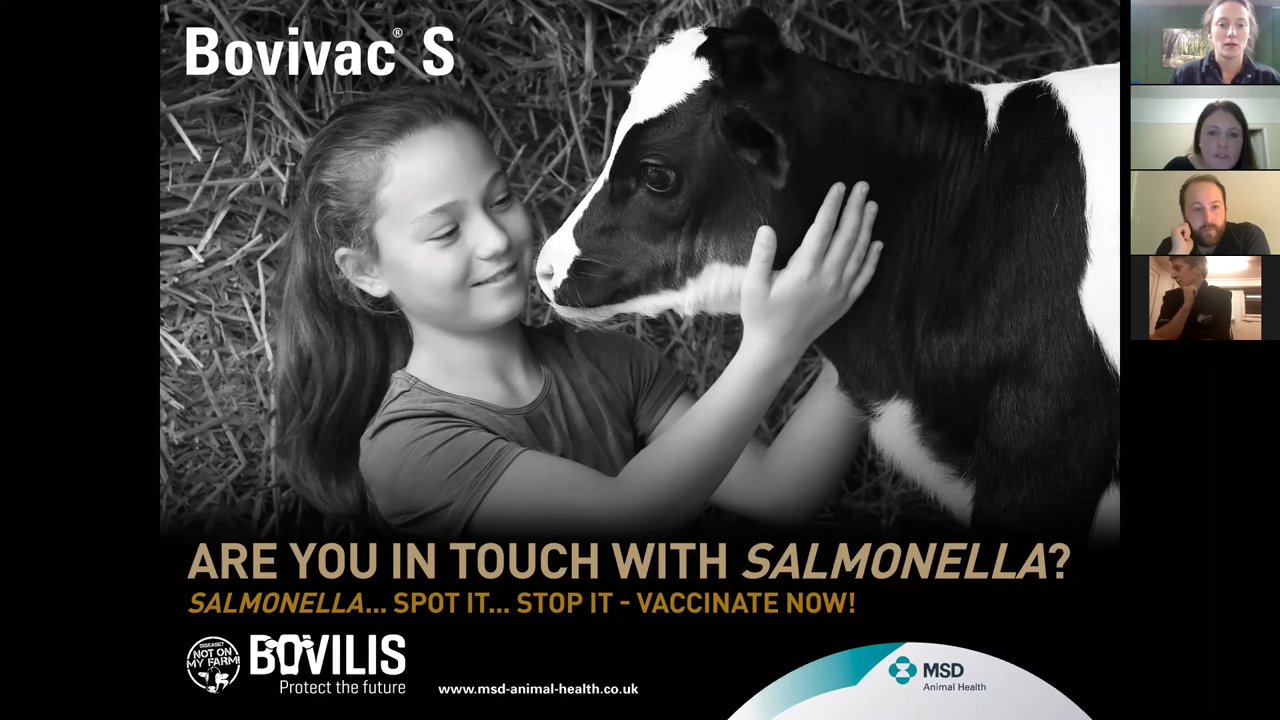 Bovivac® S
ARE YOU IN TOUCH WITH SALMONELLA?
SALMONELLA... SPOT IT... STOP IT - VACCINATE NOW!
DISEASE?
NOT ON
MY FARM!
BOVILIS
Protect the future
www.msd-animal-health.co.uk
MSD
Animal Health